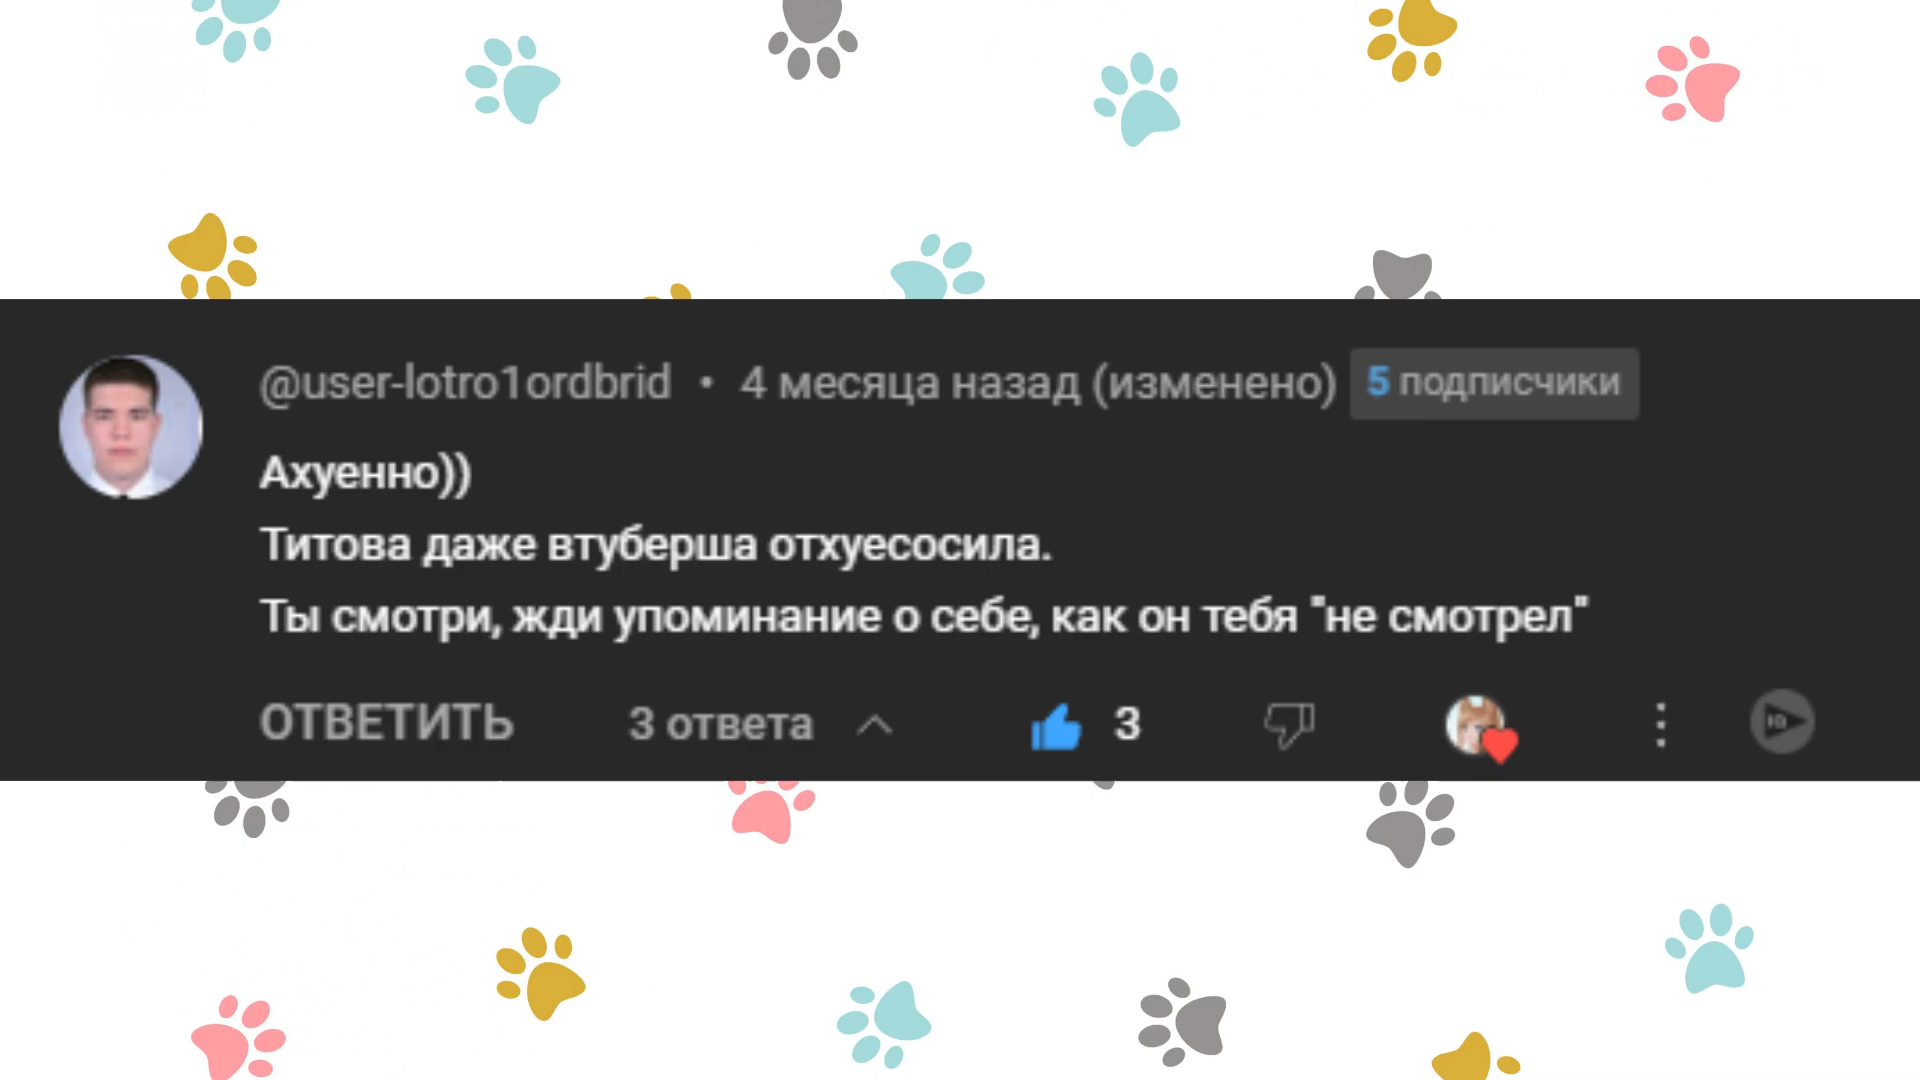 @user-lotro1ordbrid • 4 месяца назад (изменено) 5 подписчики
Ахуенно))
Титова даже втуберша отхуесосила.
Ты смотри, жди упоминание о себе, как он тебя "не смотрел"
ОТВЕТИТЬ 3 ответа 3